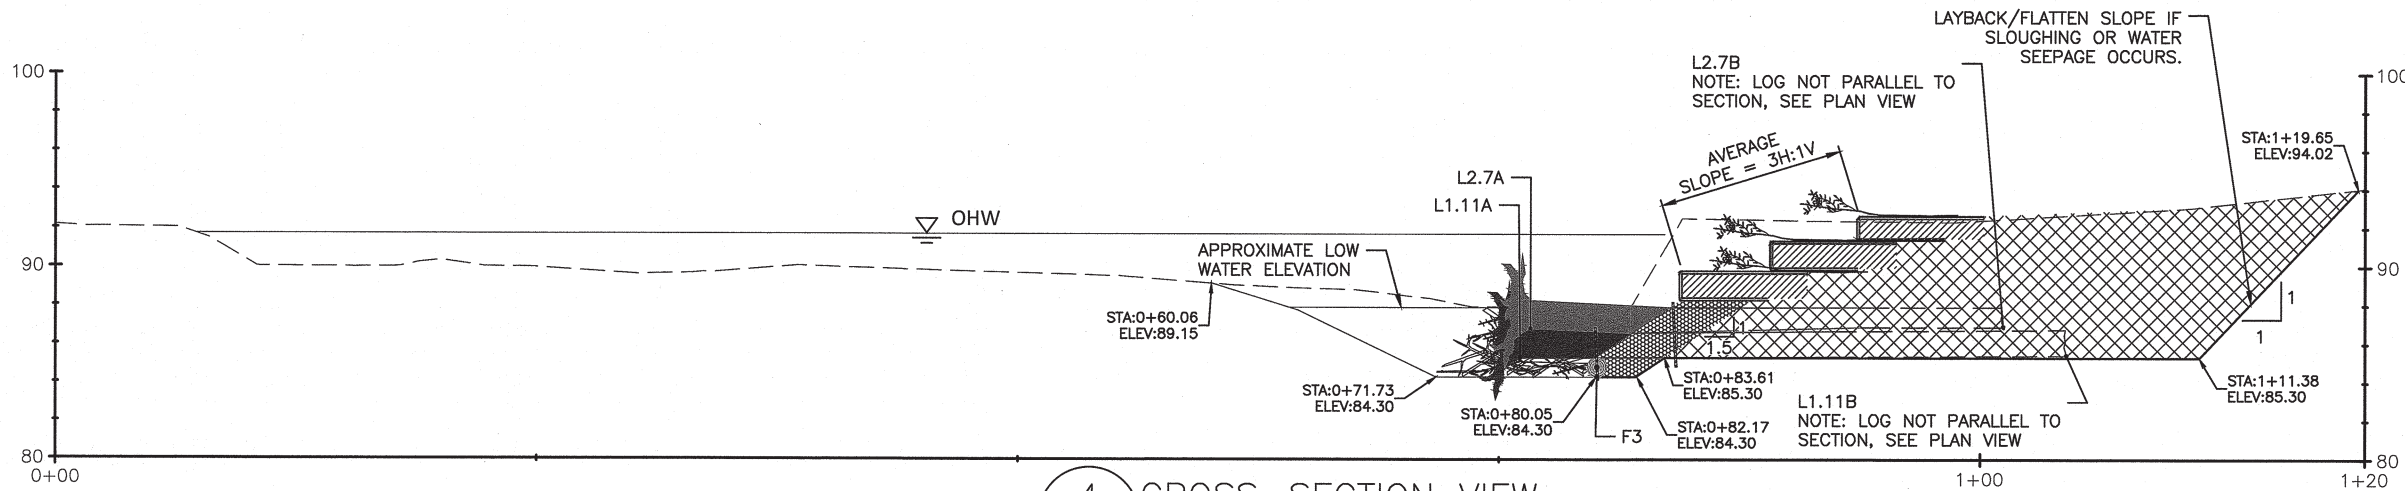 LAYBACK/FLATTEN SLOPE IF
SLOUGHING OR WATER
SEEPAGE OCCURS.
L2.7B
NOTE: LOG NOT PARALLEL TO
SECTION, SEE PLAN VIEW
100
100
STA:1+19.65
ELEV:94.02
AVERAGE
SLOPE = 3H:1V
L2.7A
L1.11A
OHW
APPROXIMATE LOW
WATER ELEVATION
90
90
STA:0+60.06
ELEV:89.15
1
1
1
1.5
STA:0+71.73
ELEV:84.30
STA:0+80.05
ELEV:84.30
F3
STA:0+83.61
ELEV:85.30
STA:0+82.17
ELEV:84.30
L1.11B
NOTE: LOG NOT PARALLEL TO
SECTION, SEE PLAN VIEW
STA:1+11.38
ELEV:85.30
80
80
0+00
1+00
1+20
CROSS SECTION VIEW